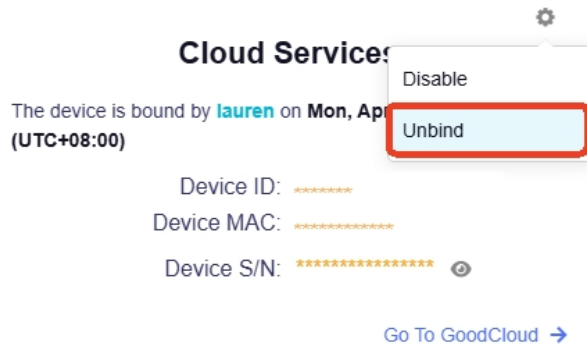 Cloud Services
Disable
The device is bound by lauren on Mon, Apr
Unbind
(UTC+08:00)
Device ID: *******
Device MAC: ************
Device S/N: ****************
Go To GoodCloud →